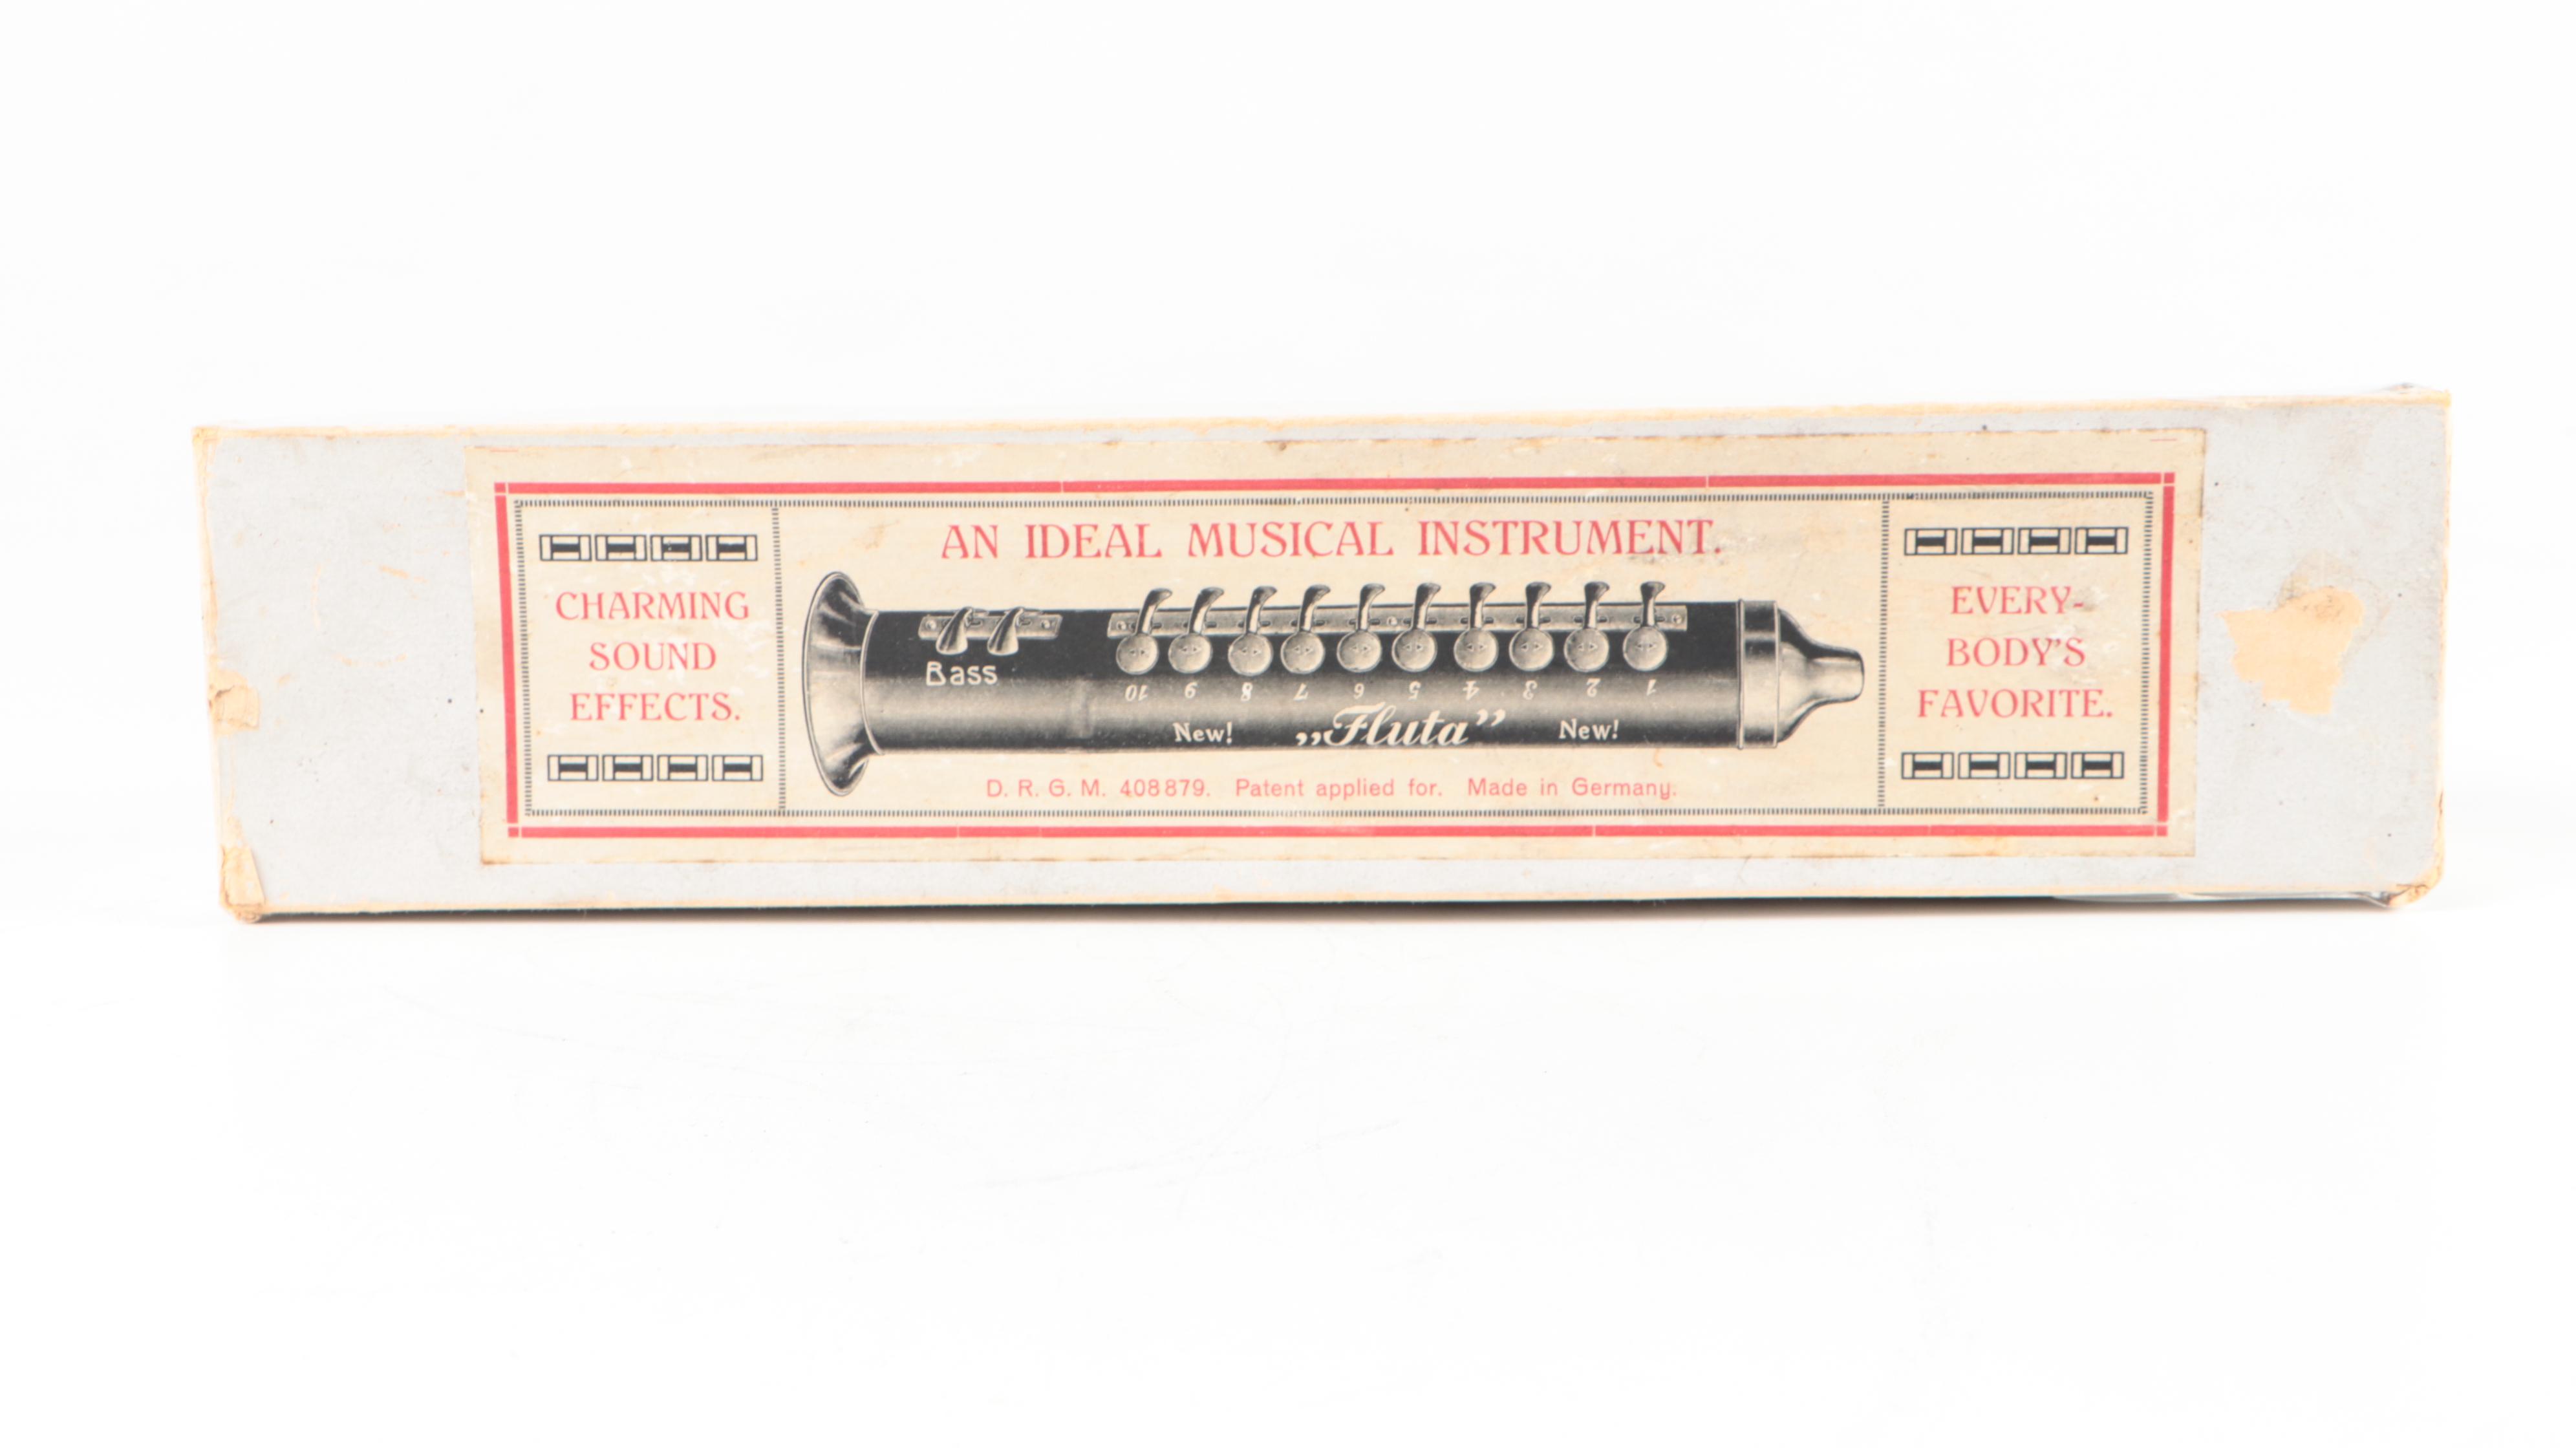 AN IDEAL MUSICAL INSTRUMENT.
CHARMING
SOUND
EFFECTS.
Bass
10 9 8 7 6 5 4 3 2 1
New! „Fluta” New!
D. R. G. M. 408879. Patent applied for. Made in Germany.
EVERY-
BODY'S
FAVORITE.